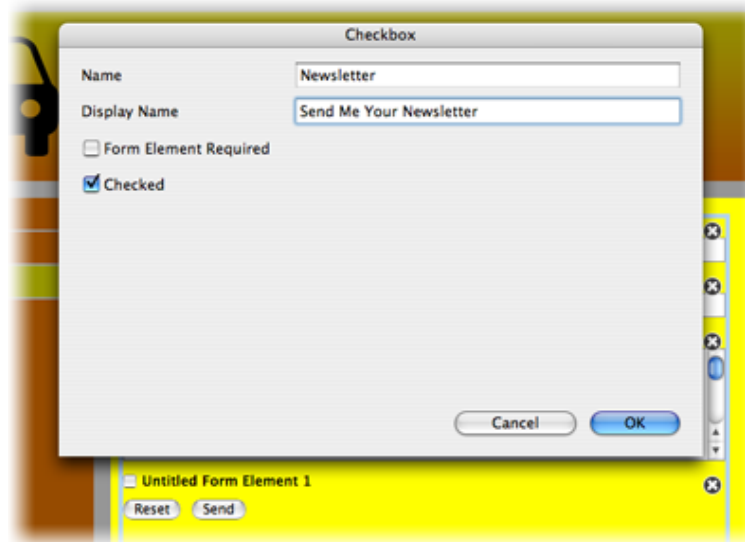 Checkbox
Name Newsletter
Display Name Send Me Your Newsletter
Form Element Required
Checked
Cancel OK
Untitled Form Element 1
Reset Send